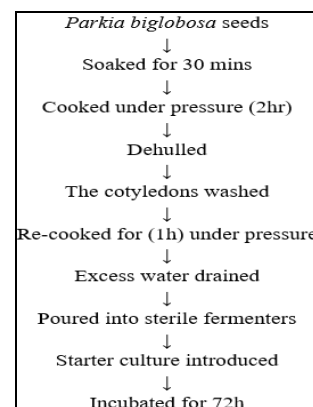 Parkia biglobosa seeds
↓
Soaked for 30 mins
↓
Cooked under pressure (2hr)
↓
Dehulled
↓
The cotyledons washed
↓
Re-cooked for (1h) under pressure
↓
Excess water drained
↓
Poured into sterile fermenters
↓
Starter culture introduced
↓
Incubated for 72h